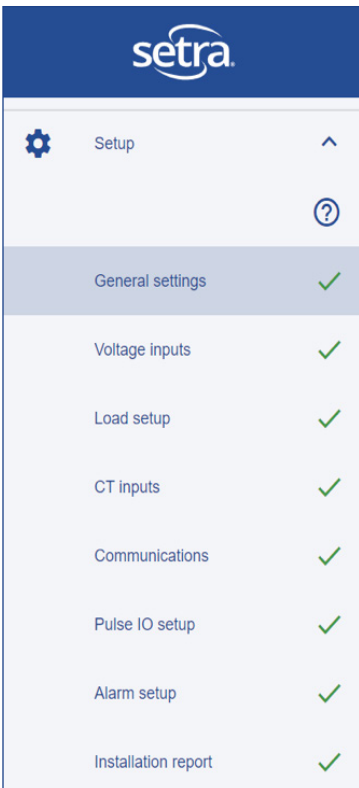 setra.
Setup
General settings
Voltage inputs
Load setup
CT inputs
Communications
Pulse IO setup
Alarm setup
Installation report